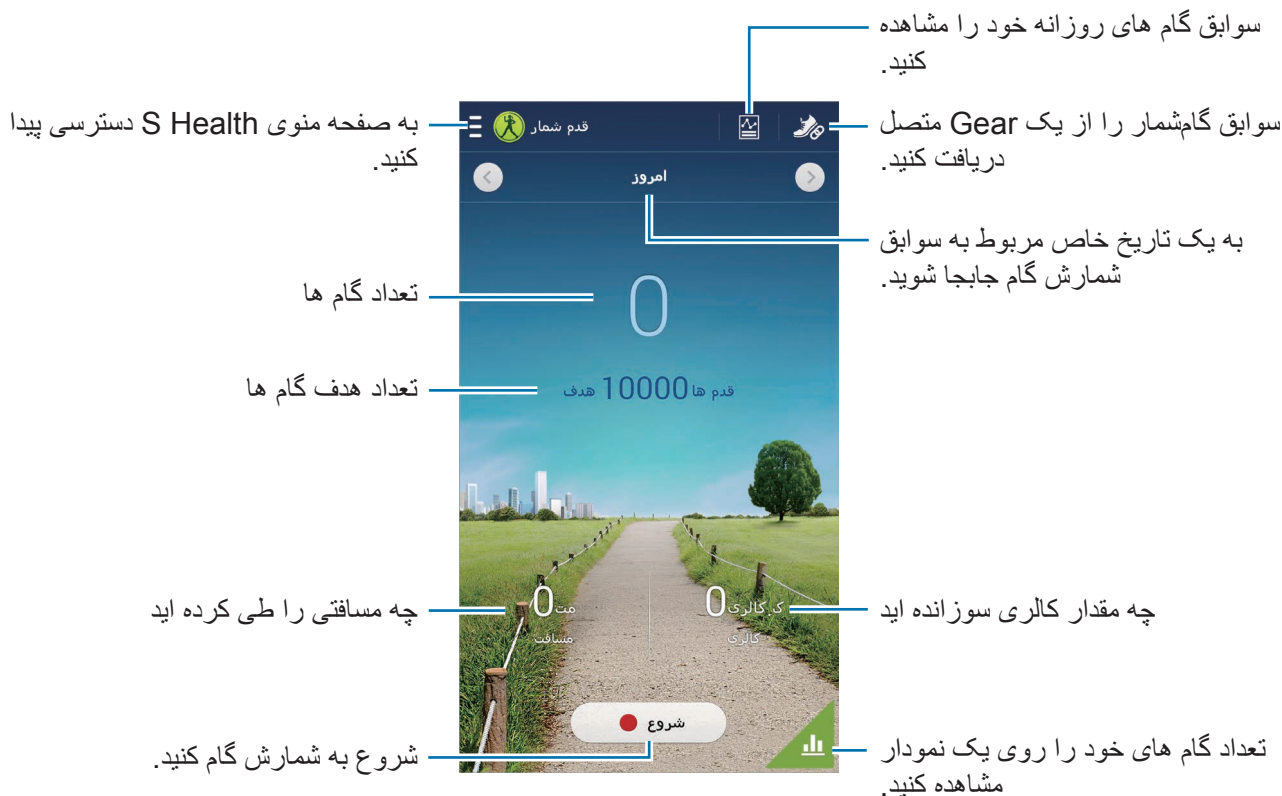 سوابق گام های روزانه خود را مشاهده
کنید.
سوابق گام‌شمار را از یک Gear متصل
دریافت کنید.
به صفحه منوی S Health دسترسی پیدا
کنید.
قدم شمار
امروز
به یک تاریخ خاص مربوط به سوابق
شمارش گام جابجا شوید.
تعداد گام ها
0
تعداد هدف گام ها
قدم ها 10000 هدف
چه مقدار کالری سوزانده اید
ک.کالری 0
کالری
مت 0
مسافت
چه مسافتی را طی کرده اید
شروع
شروع به شمارش گام کنید.
تعداد گام های خود را روی یک نمودار
مشاهده کنید.